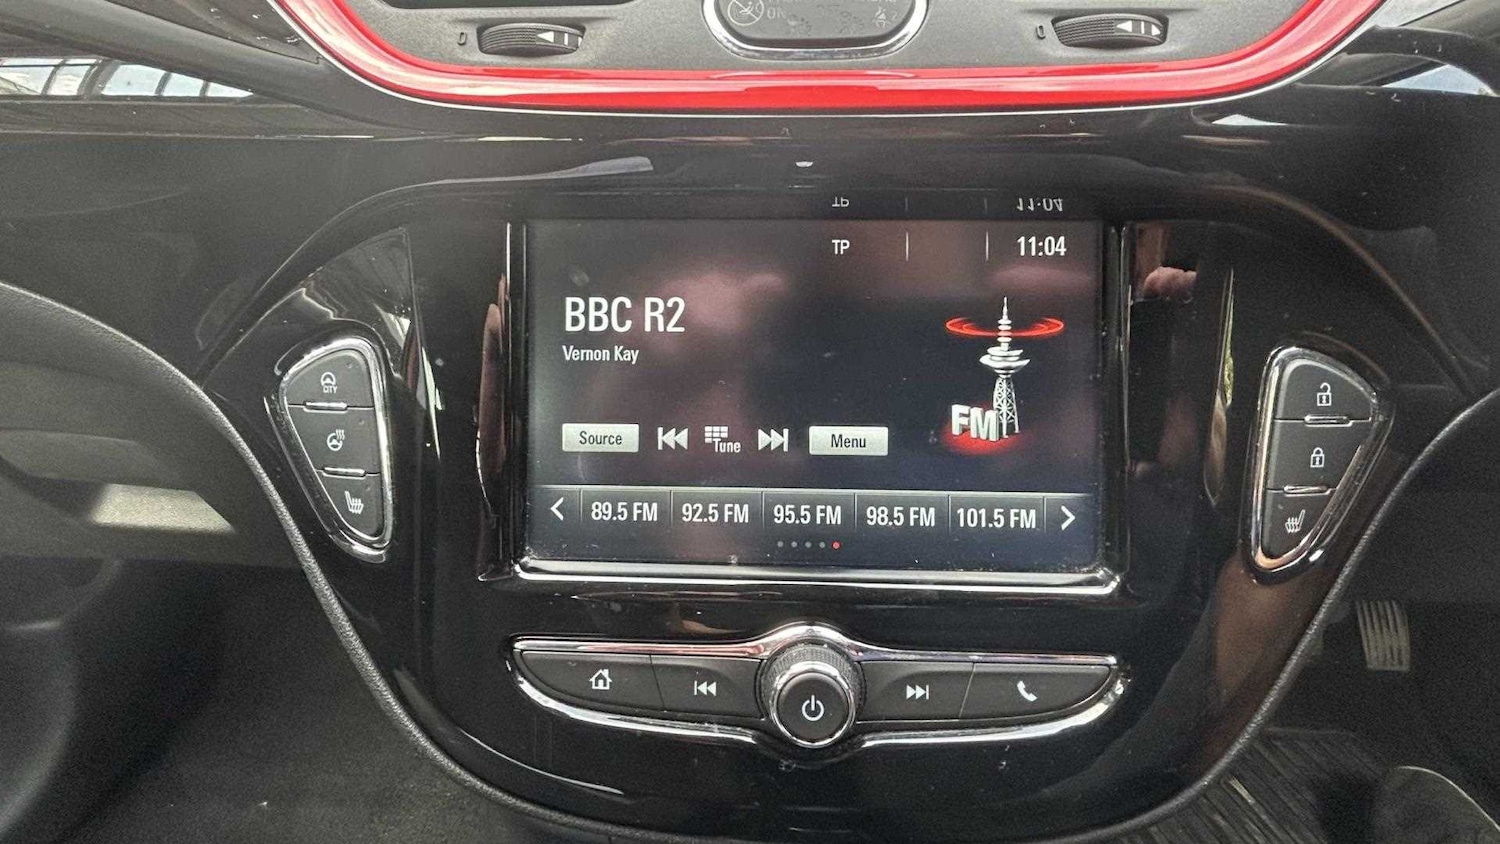 TP 11:04
BBC R2
Vernon Kay
FM
Source Tune Menu
89.5 FM 92.5 FM 95.5 FM 98.5 FM 101.5 FM
CITY